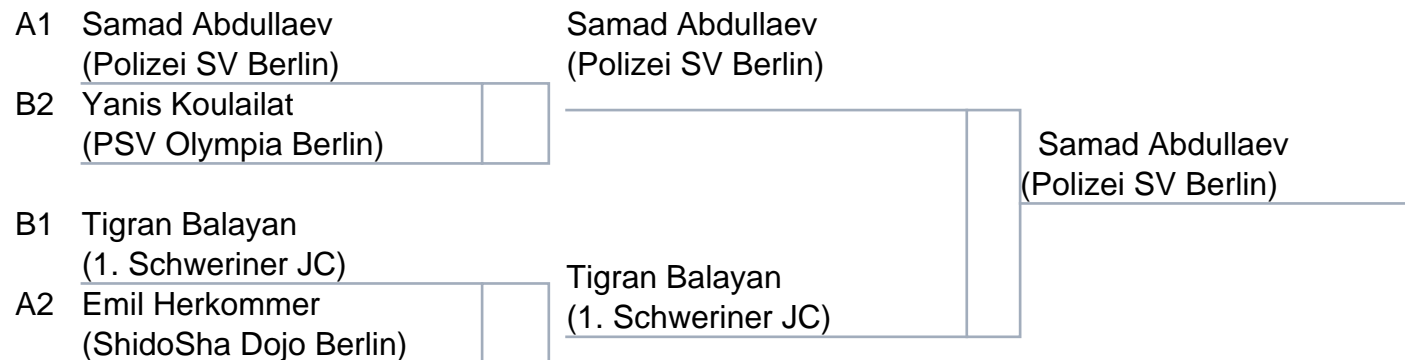 A1 Samad Abdullaev
(Polizei SV Berlin)
B2 Yanis Koulailat
(PSV Olympia Berlin)
B1 Tigran Balayan
(1. Schweriner JC)
A2 Emil Herkommer
(ShidoSha Dojo Berlin)
Samad Abdullaev
(Polizei SV Berlin)
Tigran Balayan
(1. Schweriner JC)
Samad Abdullaev
(Polizei SV Berlin)